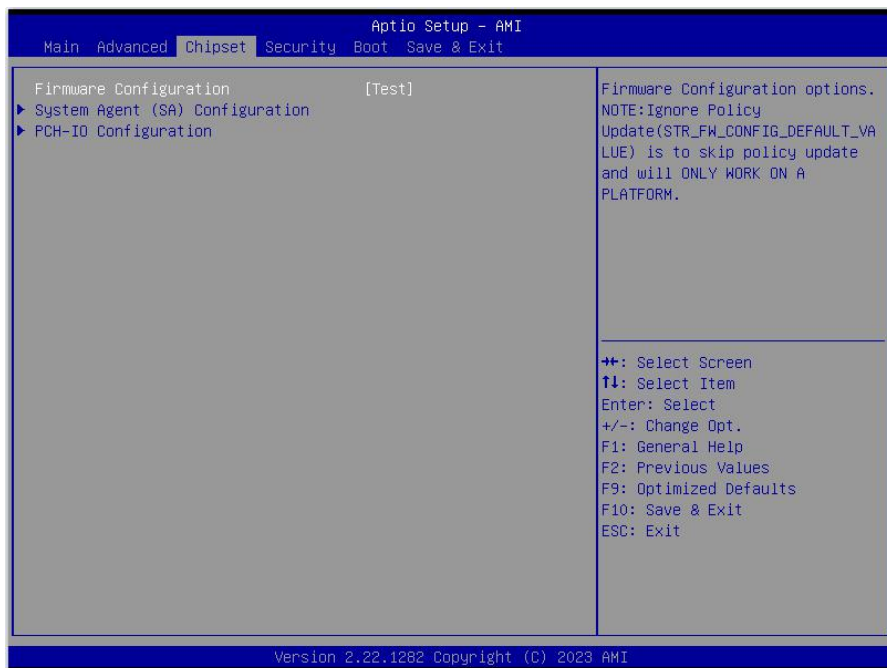 Aptio Setup – AMI
Main Advanced Chipset Security Boot Save & Exit
Firmware Configuration [Test]
System Agent (SA) Configuration
PCH-IO Configuration
Firmware Configuration options.
NOTE:Ignore Policy
Update(STR_FW_CONFIG_DEFAULT_VA
LUE) is to skip policy update
and will ONLY WORK ON A
PLATFORM.
→←: Select Screen
↑↓: Select Item
Enter: Select
+/-: Change Opt.
F1: General Help
F2: Previous Values
F9: Optimized Defaults
F10: Save & Exit
ESC: Exit
Version 2.22.1282 Copyright (C) 2023 AMI